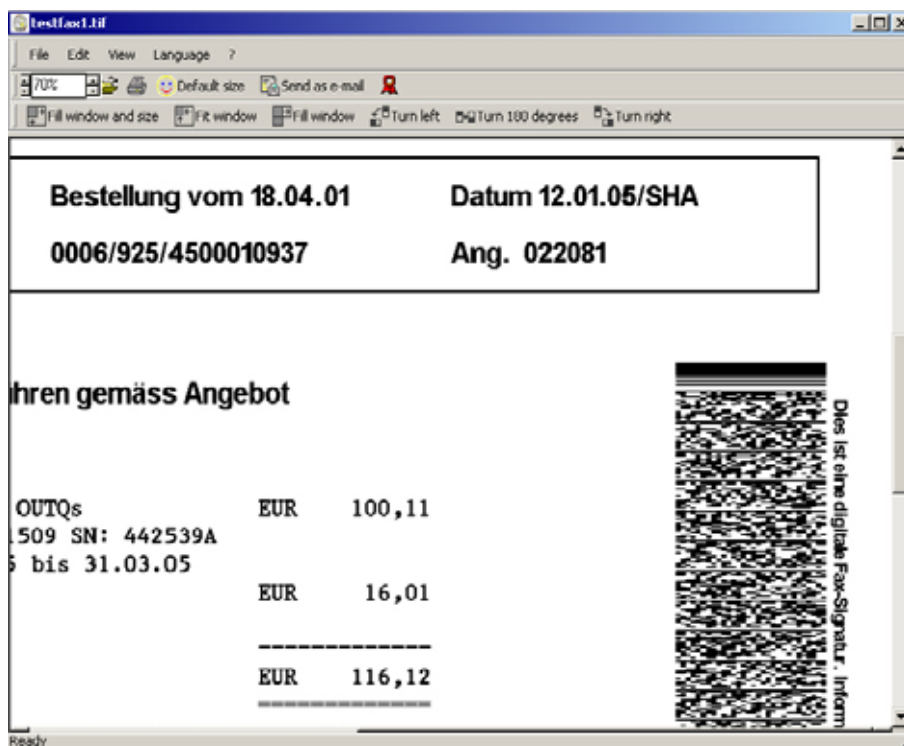 testfax1.tif
File Edit View Language ?
70% Default size Send as e-mail
Fill window and size Fit window Fill window Turn left Turn 180 degrees Turn right
Bestellung vom 18.04.01 Datum 12.01.05/SHA
0006/925/4500010937 Ang. 022081
ihren gemäss Angebot
OUTQs EUR 100,11
1509 SN: 442539A
5 bis 31.03.05
EUR 16,01
-------------
EUR 116,12
Dies ist eine digitale Fax-Signatur. Inform
Ready